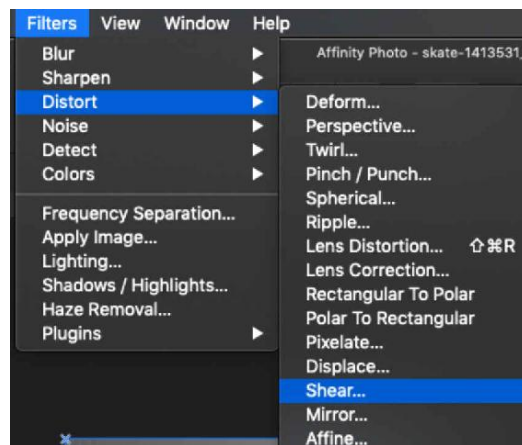 Filters View Window Help
Affinity Photo - skate-1413531_
Blur
Sharpen
Distort
Noise
Detect
Colors
Frequency Separation...
Apply Image...
Lighting...
Shadows / Highlights...
Haze Removal...
Plugins
Deform...
Perspective...
Twirl...
Pinch / Punch...
Spherical...
Ripple...
Lens Distortion... ⇧⌘R
Lens Correction...
Rectangular To Polar
Polar To Rectangular
Pixelate...
Displace...
Shear...
Mirror...
Affine...